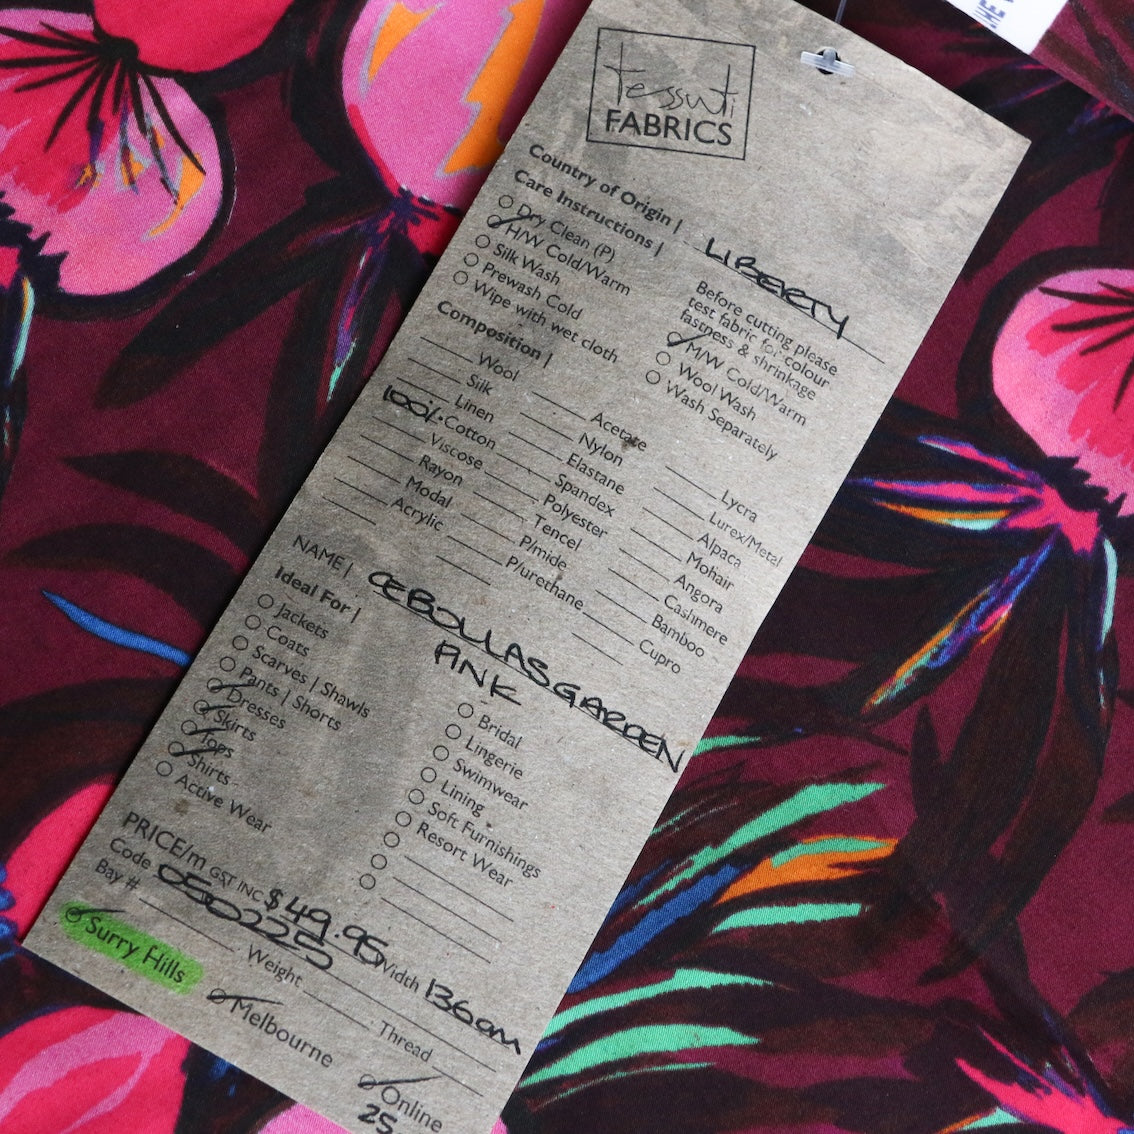 tessuti
FABRICS
Country of Origin | LIBERTY
Care Instructions |
Dry Clean (P)
H/W Cold/Warm
Silk Wash
Prewash Cold
Wipe with wet cloth
Before cutting please
test fabric for colour
fastness & shrinkage
M/W Cold/Warm
Wool Wash
Wash Separately
Composition |
Wool
Silk
Linen
100% Cotton
Viscose
Rayon
Modal
Acrylic
Acetate
Nylon
Elastane
Spandex
Polyester
Tencel
P/mide
P/urethane
Lycra
Lurex/Metal
Alpaca
Mohair
Angora
Cashmere
Bamboo
Cupro
NAME | CEBOLLAS GARDEN
PINK
Ideal For |
Jackets
Coats
Scarves | Shawls
Pants | Shorts
Dresses
Skirts
Tops
Shirts
Active Wear
Bridal
Lingerie
Swimwear
Lining
Soft Furnishings
Resort Wear
PRICE/m GST INC $49.95 Width 136cm
Code 050225
Bay # Weight Thread
Surry Hills
Melbourne
Online
25